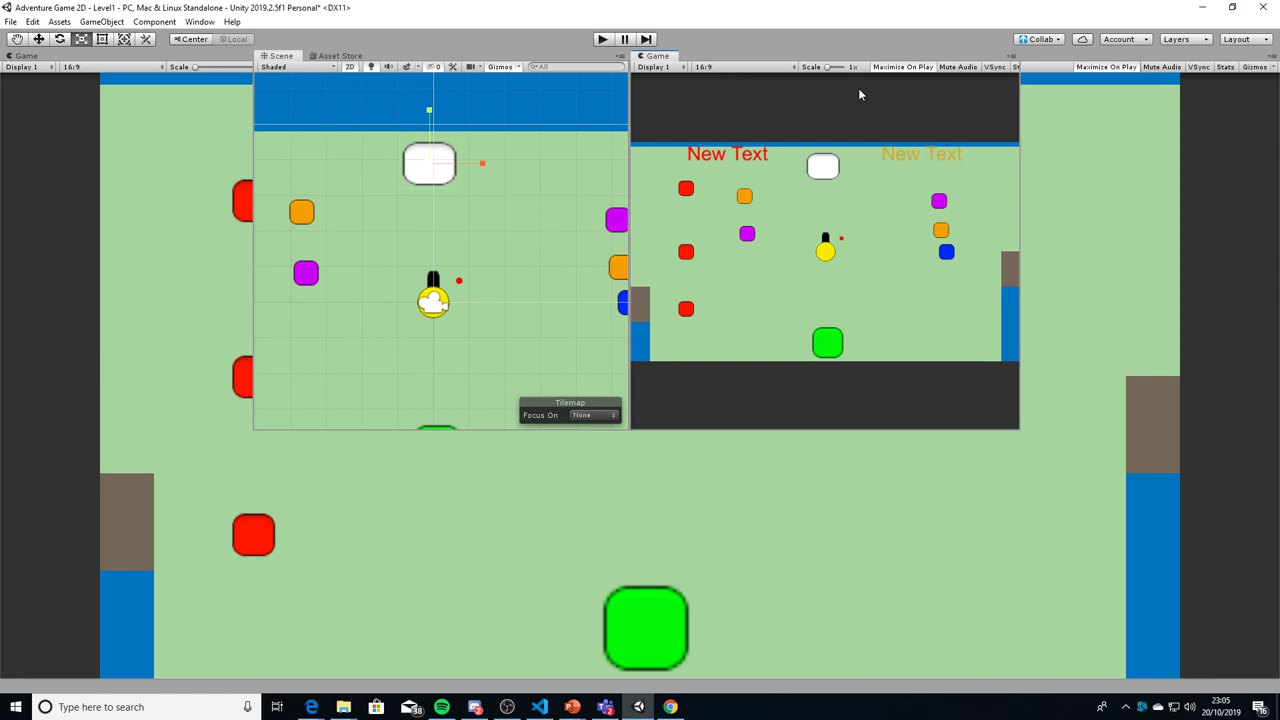 Adventure Game 2D - Level1 - PC, Mac & Linux Standalone - Unity 2019.2.5f1 Personal* <DX11>
File Edit Assets GameObject Component Window Help
Center Local Collab Account Layers Layout
Game Scene Asset Store Game
Display 1 16:9 Scale Shaded 2D 0 Gizmos All Display 1 16:9 Scale 1x Maximize On Play Mute Audio VSync St Maximize On Play Mute Audio VSync Stats Gizmos
New Text New Text
Tilemap
Focus On None
Type here to search
23:05
20/10/2019